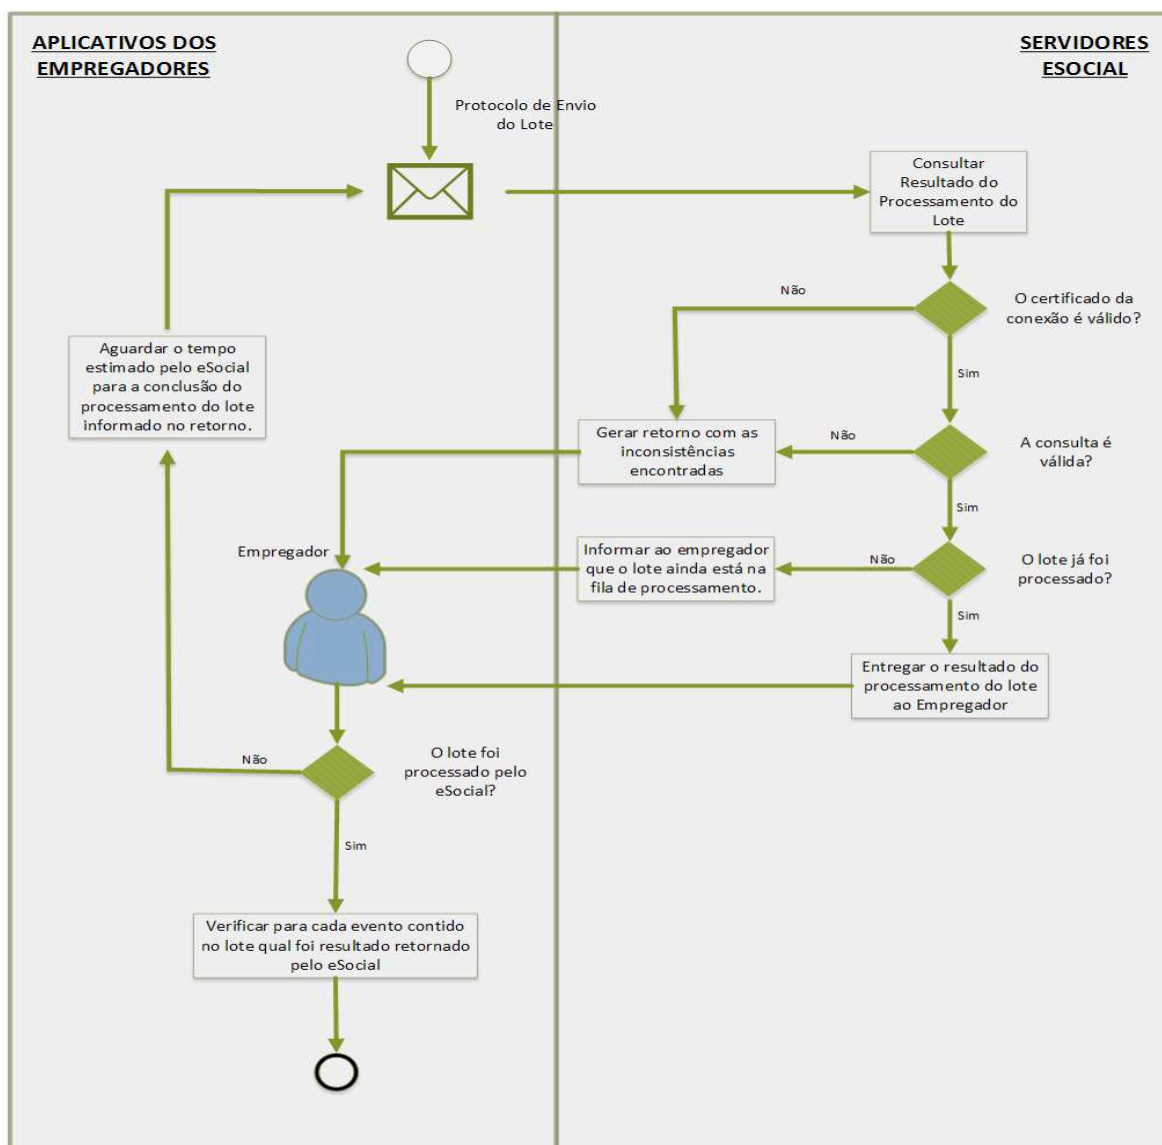 APLICATIVOS DOS
EMPREGADORES
SERVIDORES
ESOCIAL
Protocolo de Envio
do Lote
Consultar
Resultado do
Processamento do
Lote
Não
O certificado da
conexão é válido?
Sim
Aguardar o tempo
estimado pelo eSocial
para a conclusão do
processamento do lote
informado no retorno.
Gerar retorno com as
inconsistências
encontradas
Não
A consulta é
válida?
Sim
Empregador
Informar ao empregador
que o lote ainda está na
fila de processamento.
Não
O lote já foi
processado?
Sim
Entregar o resultado do
processamento do lote
ao Empregador
Não
O lote foi
processado pelo
eSocial?
Sim
Verificar para cada evento contido
no lote qual foi resultado retornado
pelo eSocial